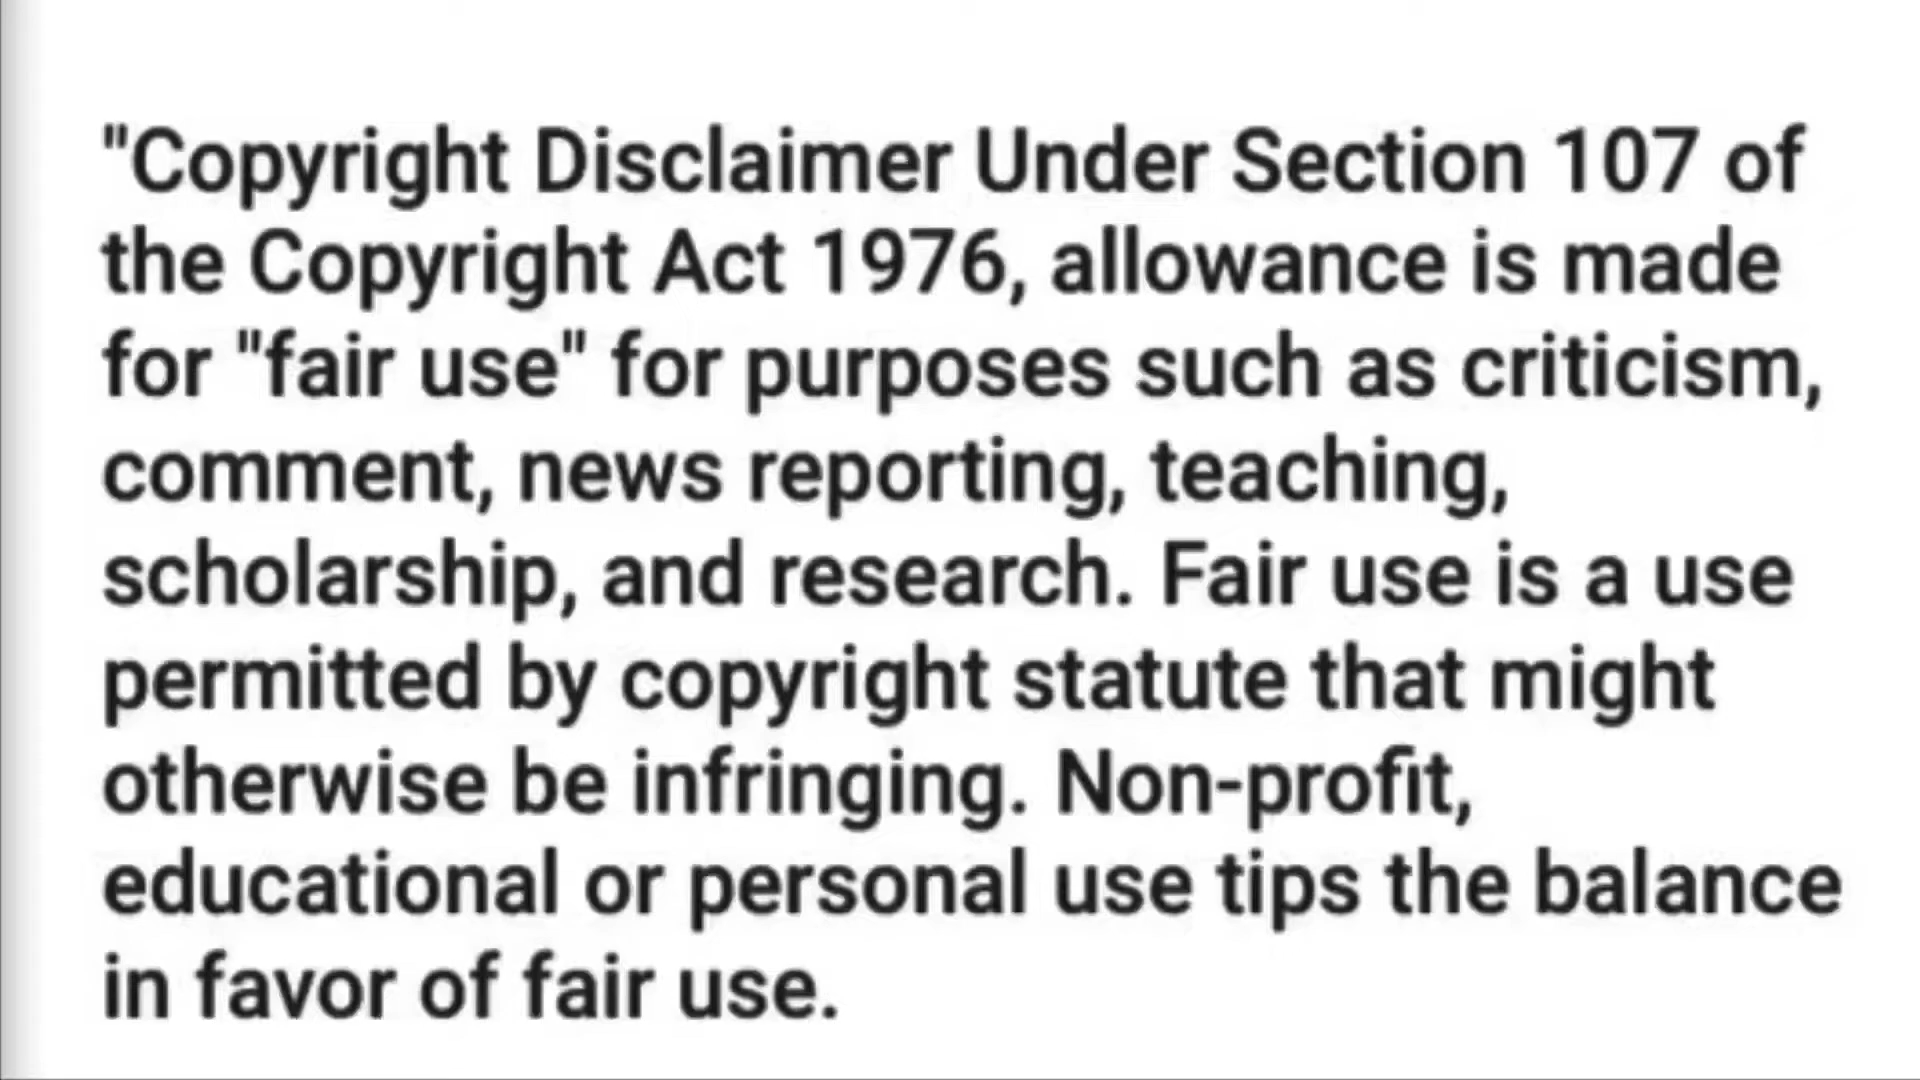 "Copyright Disclaimer Under Section 107 of
the Copyright Act 1976, allowance is made
for "fair use" for purposes such as criticism,
comment, news reporting, teaching,
scholarship, and research. Fair use is a use
permitted by copyright statute that might
otherwise be infringing. Non-profit,
educational or personal use tips the balance
in favor of fair use.